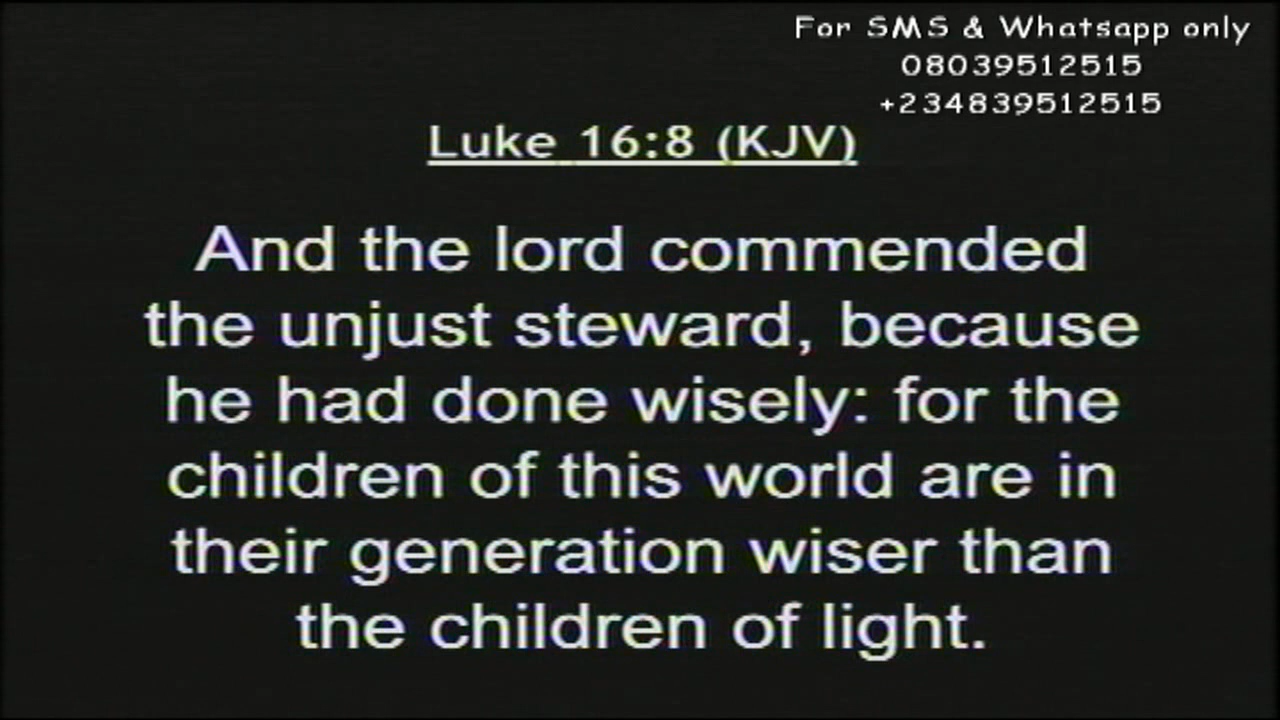 For SMS & Whatsapp only
08039512515
+234839512515
Luke 16:8 (KJV)
And the lord commended
the unjust steward, because
he had done wisely: for the
children of this world are in
their generation wiser than
the children of light.